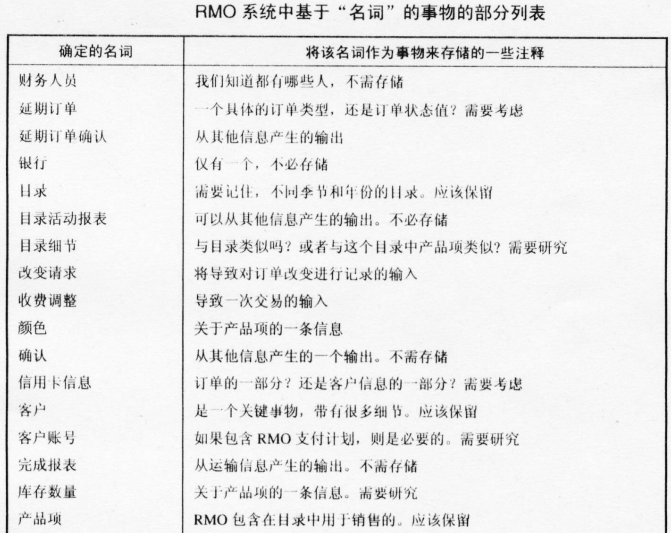 RMO 系统中基于“名词”的事物的部分列表
确定的名词 将该名词作为事物来存储的一些注释
财务人员 我们知道都有哪些人，不需存储
延期订单 一个具体的订单类型，还是订单状态值？需要考虑
延期订单确认 从其他信息产生的输出
银行 仅有一个，不必存储
目录 需要记住，不同季节和年份的目录。应该保留
目录活动报表 可以从其他信息产生的输出。不必存储
目录细节 与目录类似吗？或者与这个目录中产品项类似？需要研究
改变请求 将导致对订单改变进行记录的输入
收费调整 导致一次交易的输入
颜色 关于产品项的一条信息
确认 从其他信息产生的一个输出。不需存储
信用卡信息 订单的一部分？还是客户信息的一部分？需要考虑
客户 是一个关键事物，带有很多细节。应该保留
客户账号 如果包含 RMO 支付计划，则是必要的。需要研究
完成报表 从运输信息产生的输出。不需存储
库存数量 关于产品项的一条信息。需要研究
产品项 RMO 包含在目录中用于销售的。应该保留